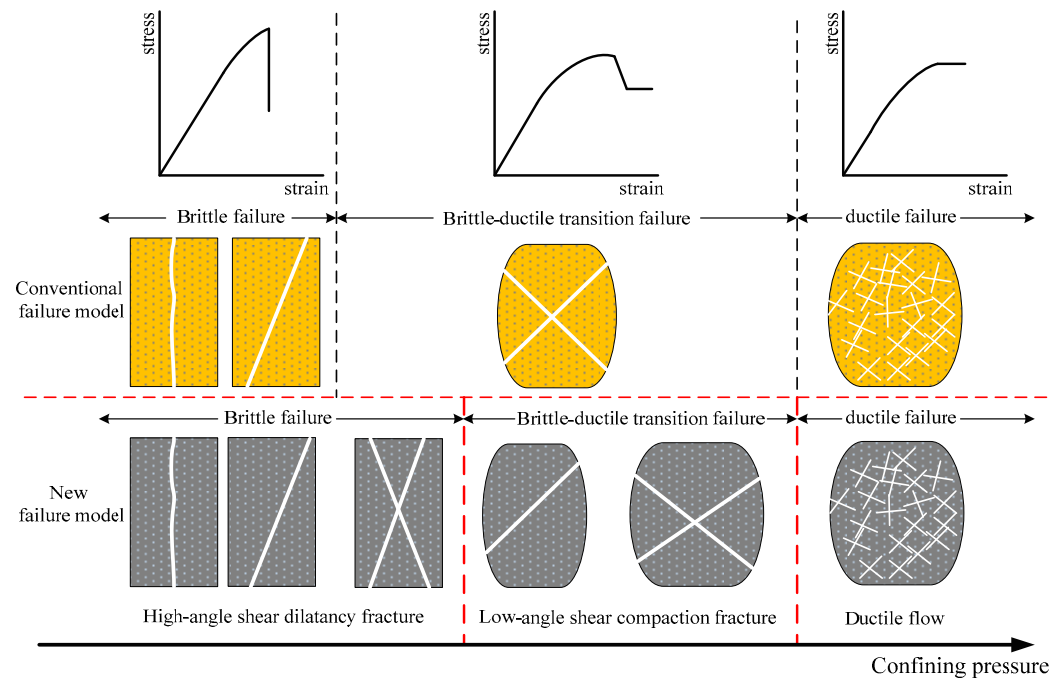 stress
strain
stress
strain
stress
strain
Brittle failure
Brittle-ductile transition failure
ductile failure
Conventional
failure model
Brittle failure
Brittle-ductile transition failure
ductile failure
New
failure model
High-angle shear dilatancy fracture
Low-angle shear compaction fracture
Ductile flow
Confining pressure